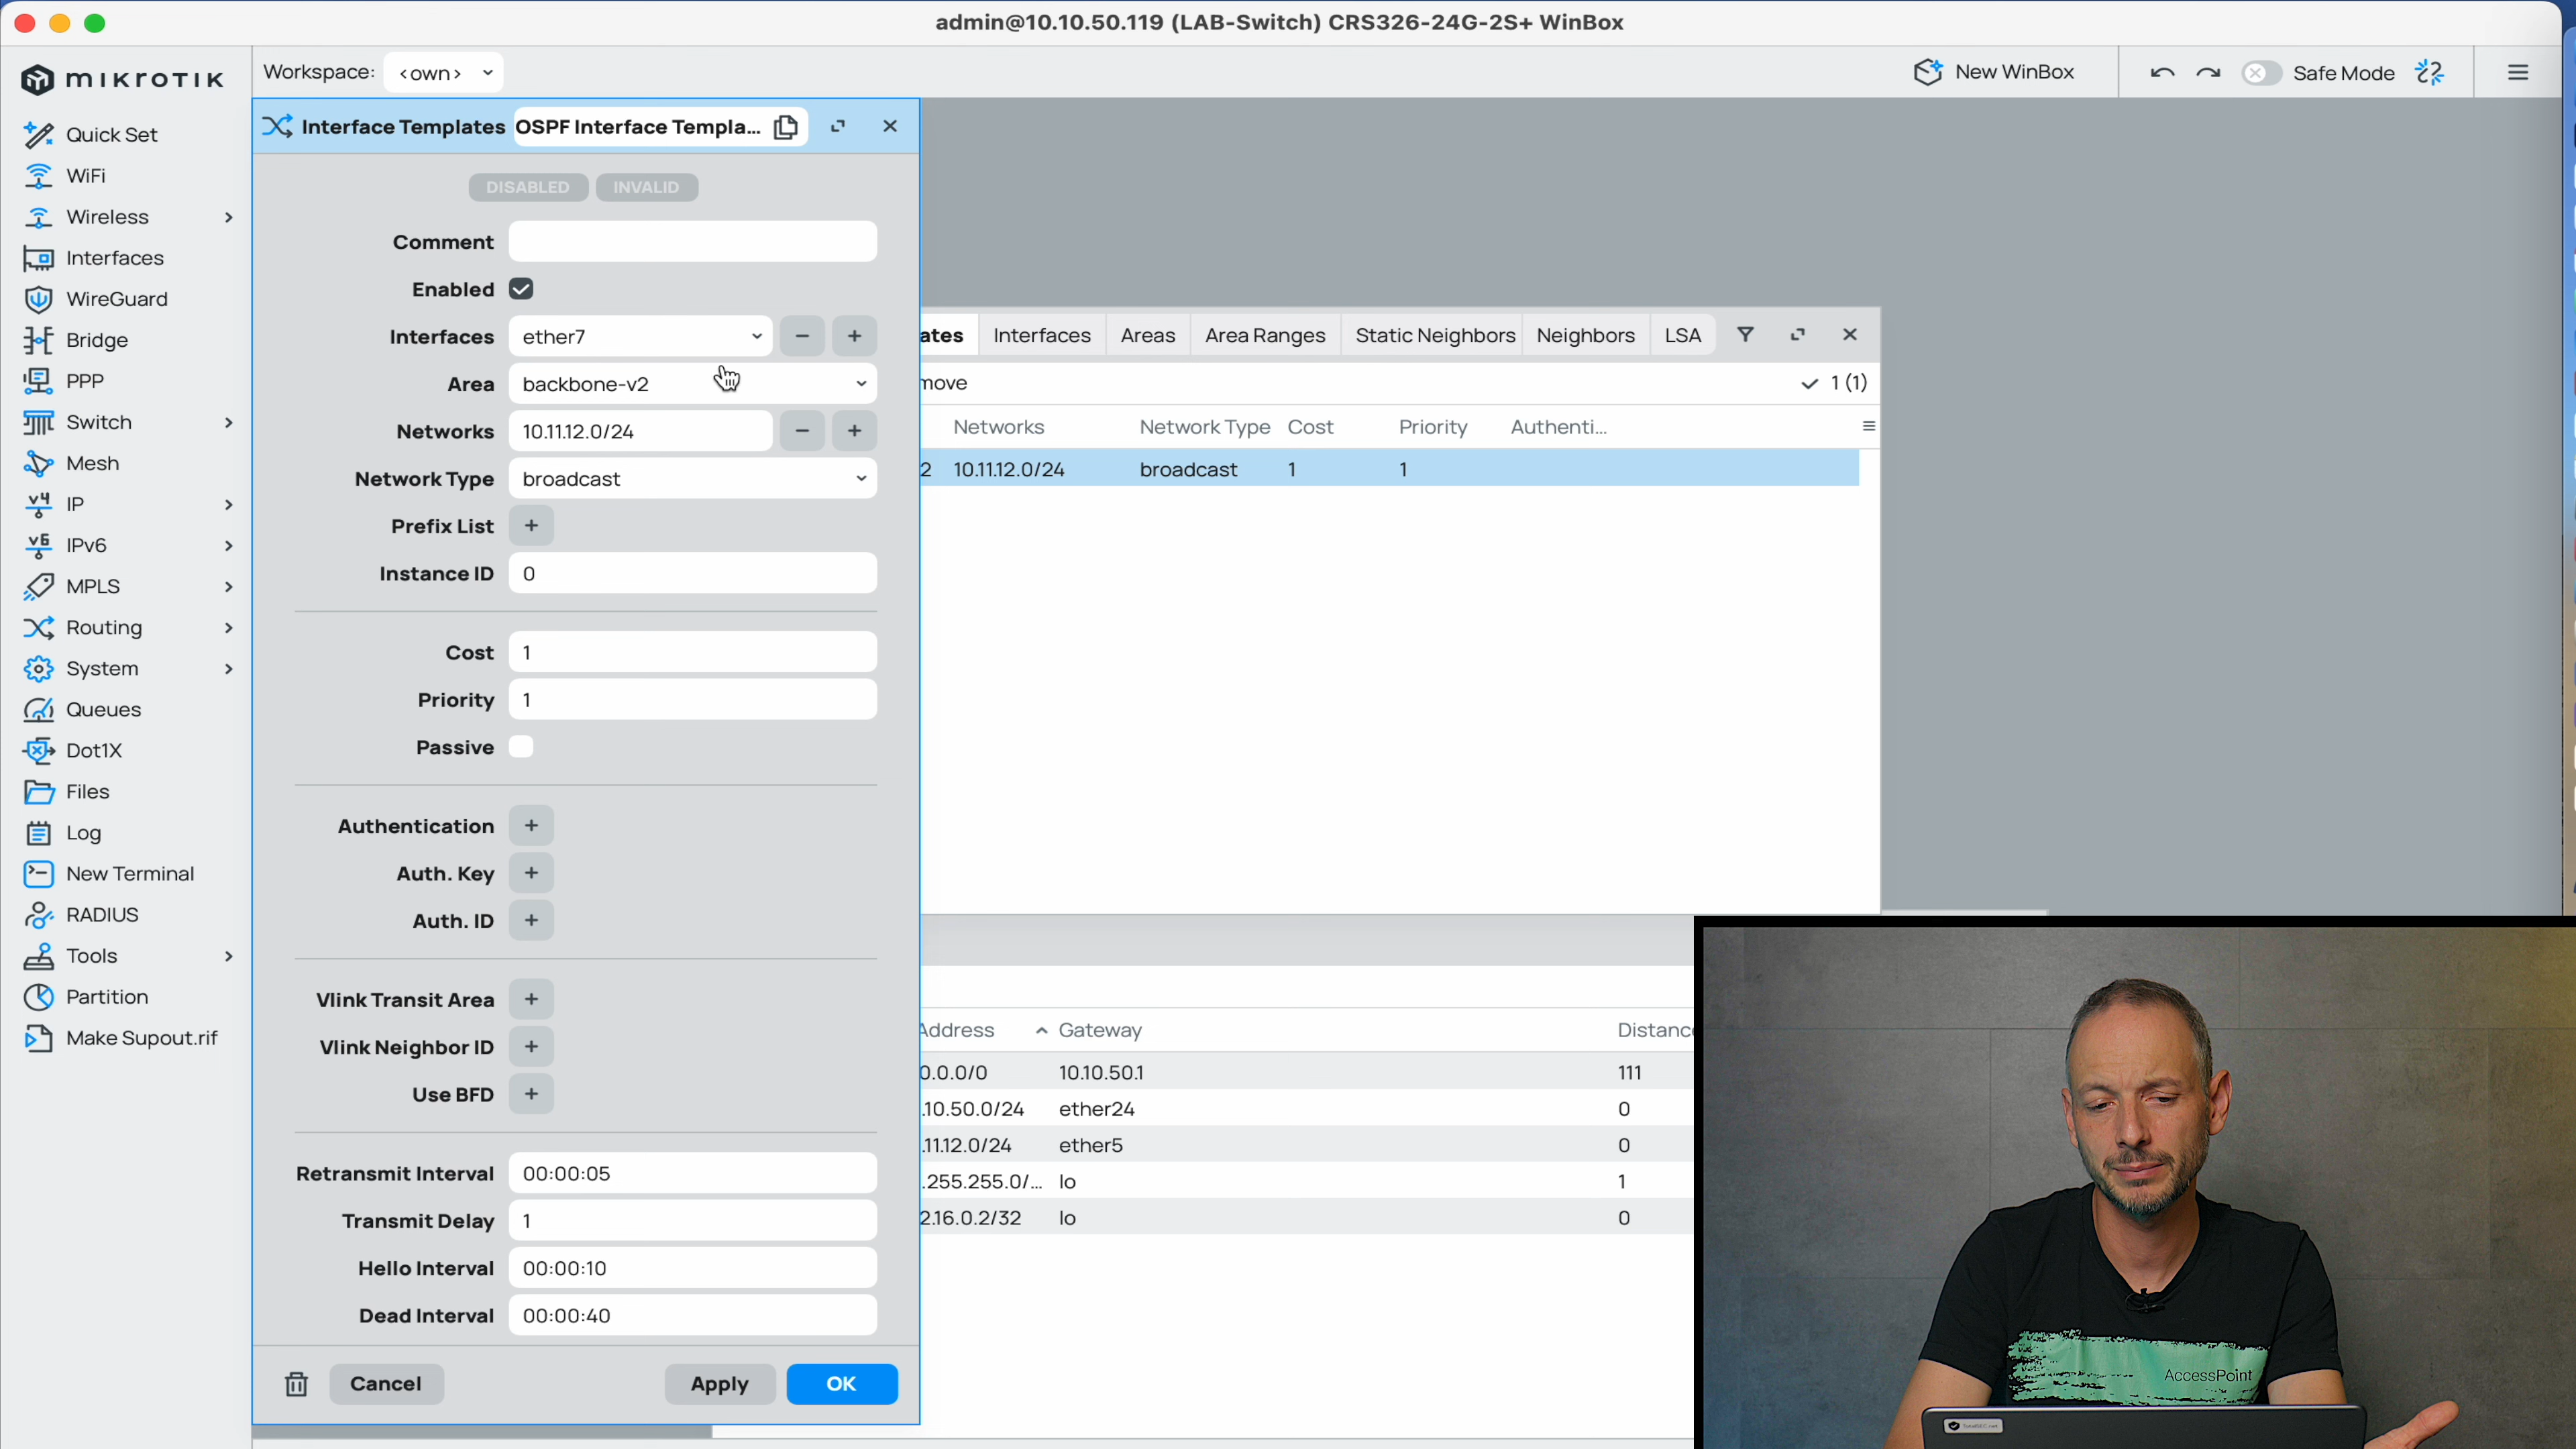 admin@10.10.50.119 (LAB-Switch) CRS326-24G-2S+ WinBox
mikrotik
Workspace: <own>
New WinBox
Safe Mode
Quick Set
WiFi
Wireless
Interfaces
WireGuard
Bridge
PPP
Switch
Mesh
IP
IPv6
MPLS
Routing
System
Queues
Dot1X
Files
Log
New Terminal
RADIUS
Tools
Partition
Make Supout.rif
Interface Templates OSPF Interface Templa...
DISABLED INVALID
Comment
Enabled
Interfaces ether7
Area backbone-v2
Networks 10.11.12.0/24
Network Type broadcast
Prefix List
Instance ID 0
Cost 1
Priority 1
Passive
Authentication
Auth. Key
Auth. ID
Vlink Transit Area
Vlink Neighbor ID
Use BFD
Retransmit Interval 00:00:05
Transmit Delay 1
Hello Interval 00:00:10
Dead Interval 00:00:40
Cancel Apply OK
ates Interfaces Areas Area Ranges Static Neighbors Neighbors LSA
move 1 (1)
Networks Network Type Cost Priority Authenti...
2 10.11.12.0/24 broadcast 1 1
Address Gateway Distanc
0.0.0/0 10.10.50.1 111
.10.50.0/24 ether24 0
.11.12.0/24 ether5 0
.255.255.0/... lo 1
2.16.0.2/32 lo 0
AccessPoint